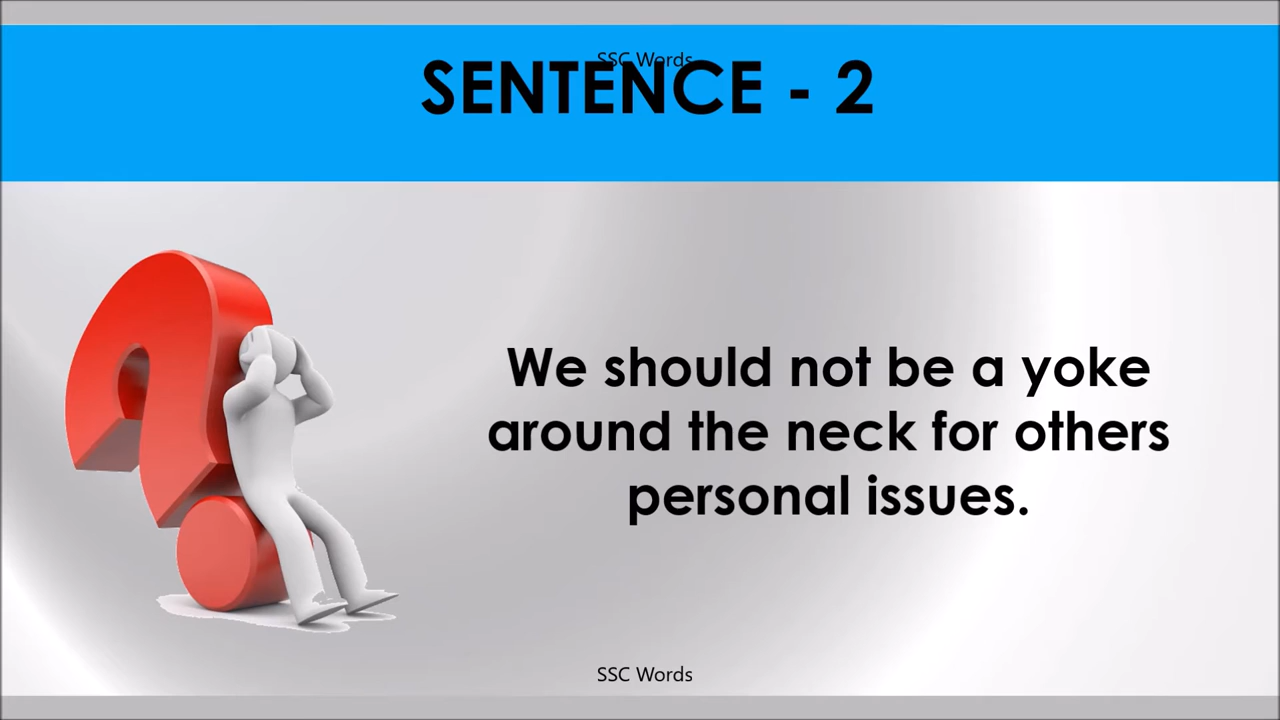 SSC Words
SENTENCE - 2
We should not be a yoke
around the neck for others
personal issues.
SSC Words